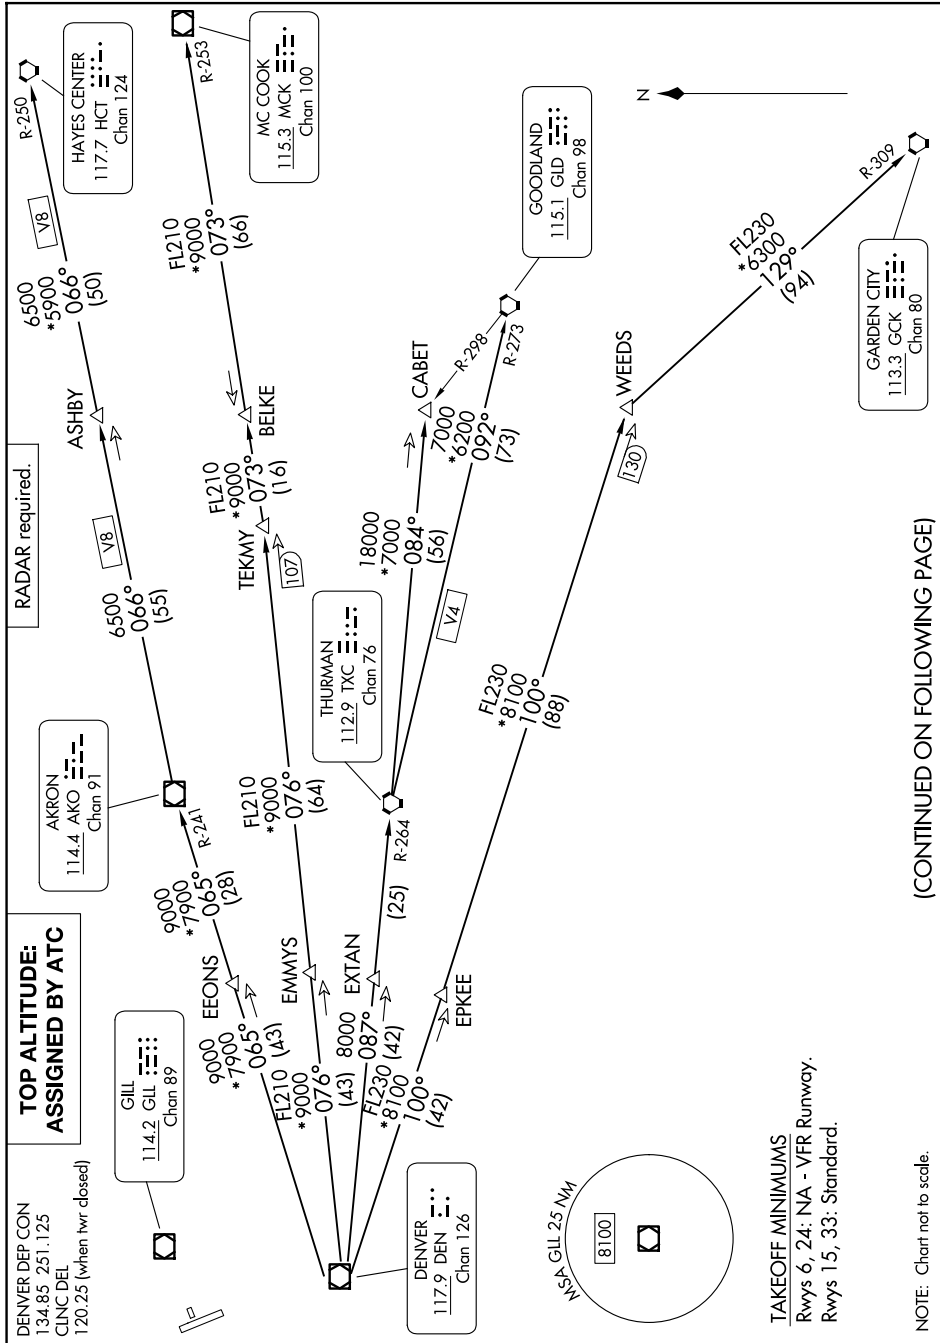 DENVER DEP CON
134.85 251.125
CLNC DEL
120.25 (when twr closed)
TOP ALTITUDE:
ASSIGNED BY ATC
RADAR required.
GILL
114.2 GLL
Chan 89
AKRON
114.4 AKO
Chan 91
HAYES CENTER
117.7 HCT
Chan 124
MC COOK
115.3 MCK
Chan 100
DENVER
117.9 DEN
Chan 126
THURMAN
112.9 TXC
Chan 76
GOODLAND
115.1 GLD
Chan 98
GARDEN CITY
113.3 GCK
Chan 80
9000
*7900
065°
(43)
EEONS
9000
*7900
065°
(28)
R-241
6500
066°
(55)
V8
ASHBY
6500
*5900
066°
(50)
V8
R-250
FL210
*9000
076°
(43)
EMMYS
FL210
*9000
076°
(64)
TEKMY
107
FL210
*9000
073°
(16)
BELKE
FL210
*9000
073°
(66)
R-253
8000
087°
(42)
EXTAN
(25)
R-264
18000
*7000
084°
(56)
CABET
R-298
7000
*6200
092°
(73)
V4
R-273
FL230
*8100
100°
(42)
EPKEE
FL230
*8100
100°
(88)
130
WEEDS
FL230
*6300
129°
(94)
R-309
N
MSA GLL 25 NM
8100
TAKEOFF MINIMUMS
Rwys 6, 24: NA - VFR Runway.
Rwys 15, 33: Standard.
NOTE: Chart not to scale.
(CONTINUED ON FOLLOWING PAGE)